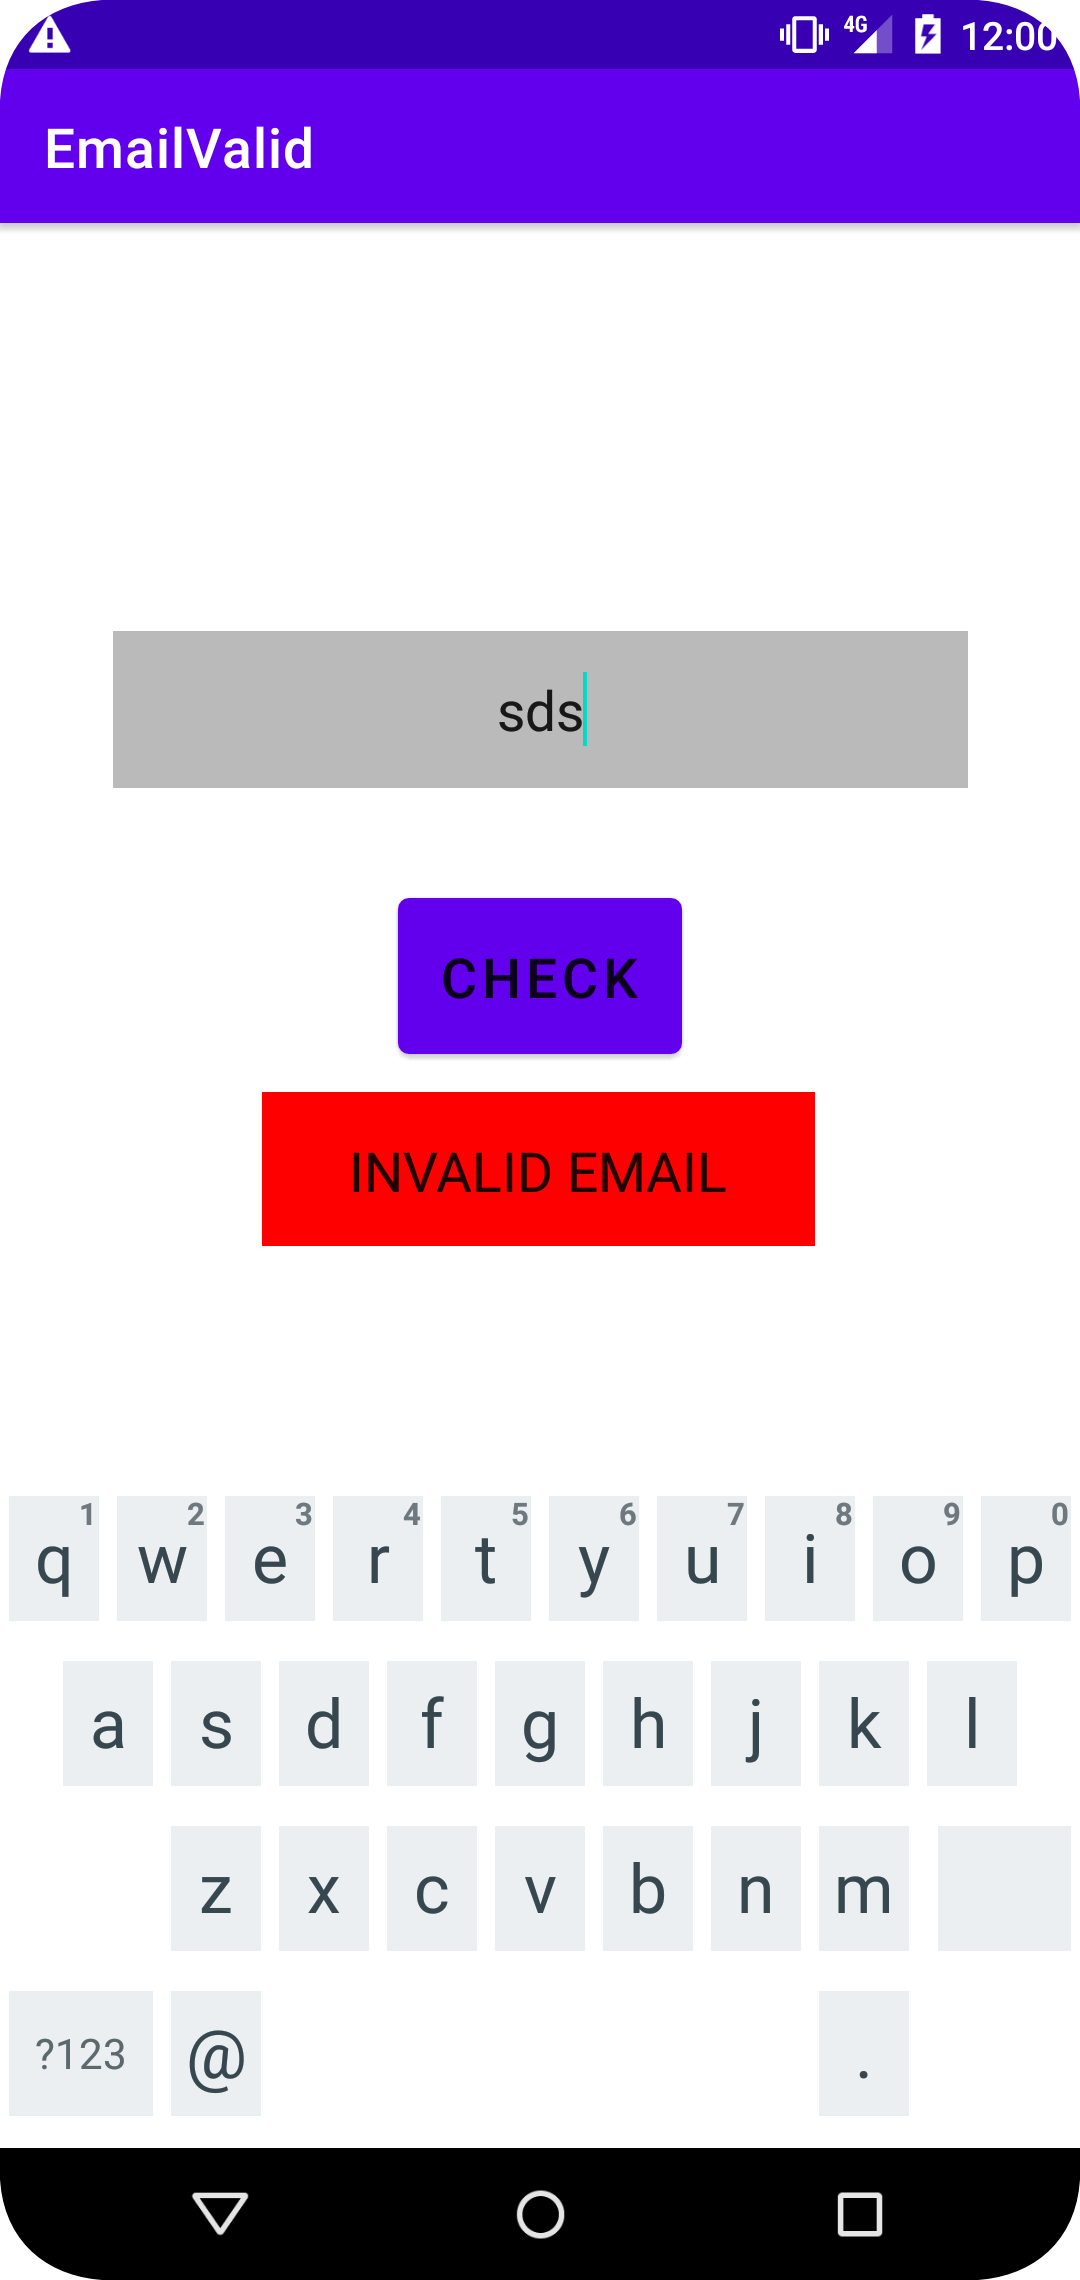 4G 12:00
EmailValid
sds
CHECK
INVALID EMAIL
1 2 3 4 5 6 7 8 9 0
q w e r t y u i o p
a s d f g h j k l
z x c v b n m
?123 @ .